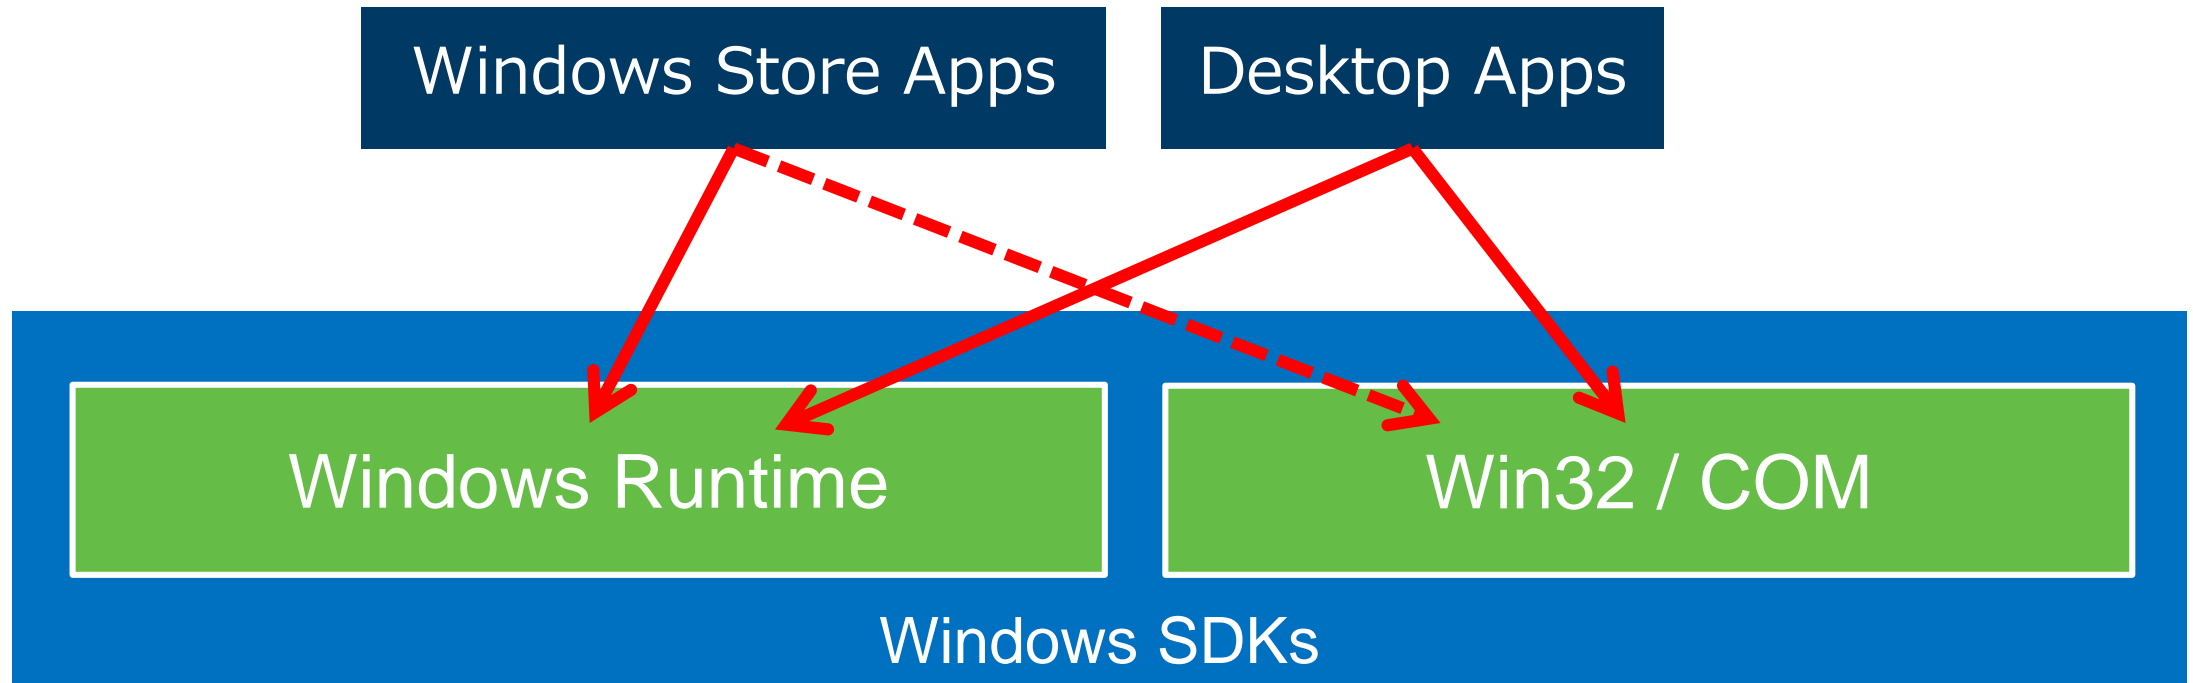 Windows Store Apps
Desktop Apps
Windows Runtime
Win32 / COM
Windows SDKs